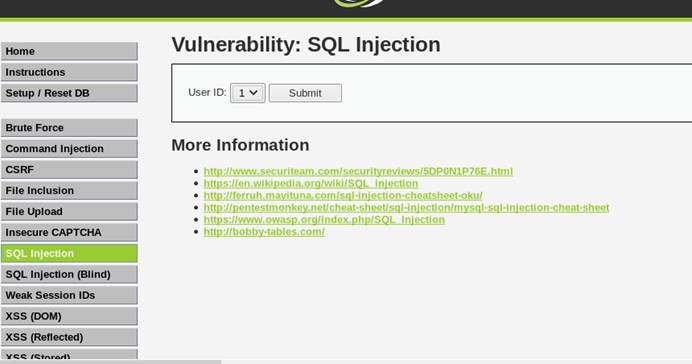 Home
Instructions
Setup / Reset DB
Brute Force
Command Injection
CSRF
File Inclusion
File Upload
Insecure CAPTCHA
SQL Injection
SQL Injection (Blind)
Weak Session IDs
XSS (DOM)
XSS (Reflected)
XSS (Stored)
Vulnerability: SQL Injection
User ID: 1 Submit
More Information
http://www.securiteam.com/securityreviews/5DP0N1P76E.html
https://en.wikipedia.org/wiki/SQL_injection
http://ferruh.mavituna.com/sql-injection-cheatsheet-oku/
http://pentestmonkey.net/cheat-sheet/sql-injection/mysql-sql-injection-cheat-sheet
https://www.owasp.org/index.php/SQL_Injection
http://bobby-tables.com/